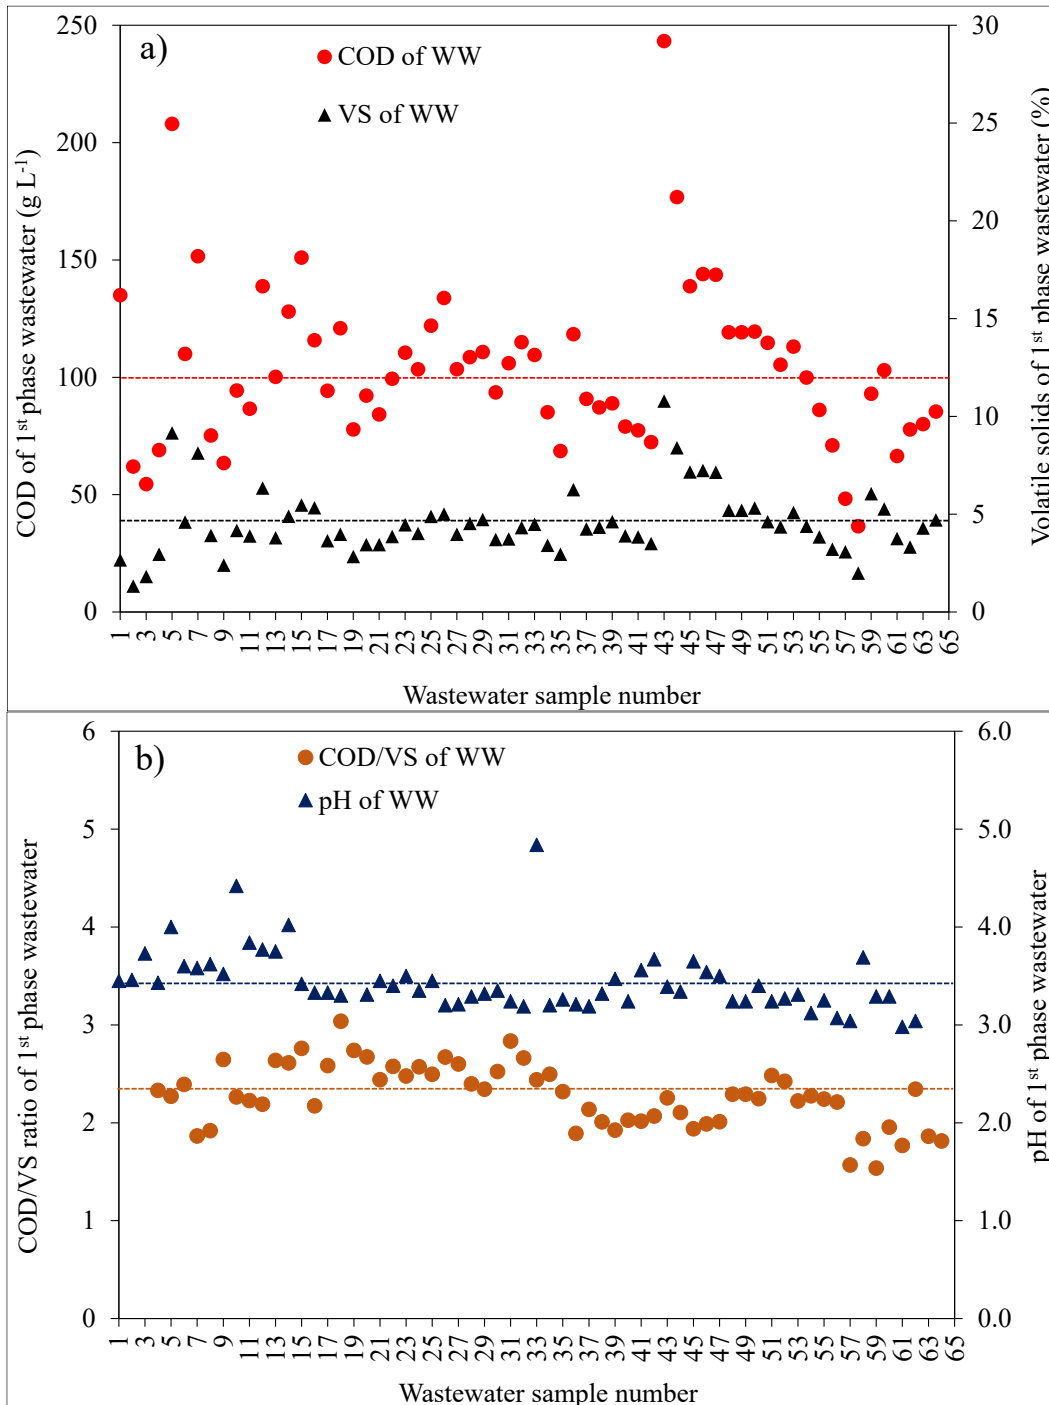 a)
COD of WW
VS of WW
COD of 1st phase wastewater (g L-1)
250
200
150
100
50
0
Volatile solids of 1st phase wastewater (%)
30
25
20
15
10
5
0
1 3 5 7 9 11 13 15 17 19 21 23 25 27 29 31 33 35 37 39 41 43 45 47 49 51 53 55 57 59 61 63 65
Wastewater sample number
b)
COD/VS of WW
pH of WW
COD/VS ratio of 1st phase wastewater
6
5
4
3
2
1
0
pH of 1st phase wastewater
6.0
5.0
4.0
3.0
2.0
1.0
0.0
1 3 5 7 9 11 13 15 17 19 21 23 25 27 29 31 33 35 37 39 41 43 45 47 49 51 53 55 57 59 61 63 65
Wastewater sample number